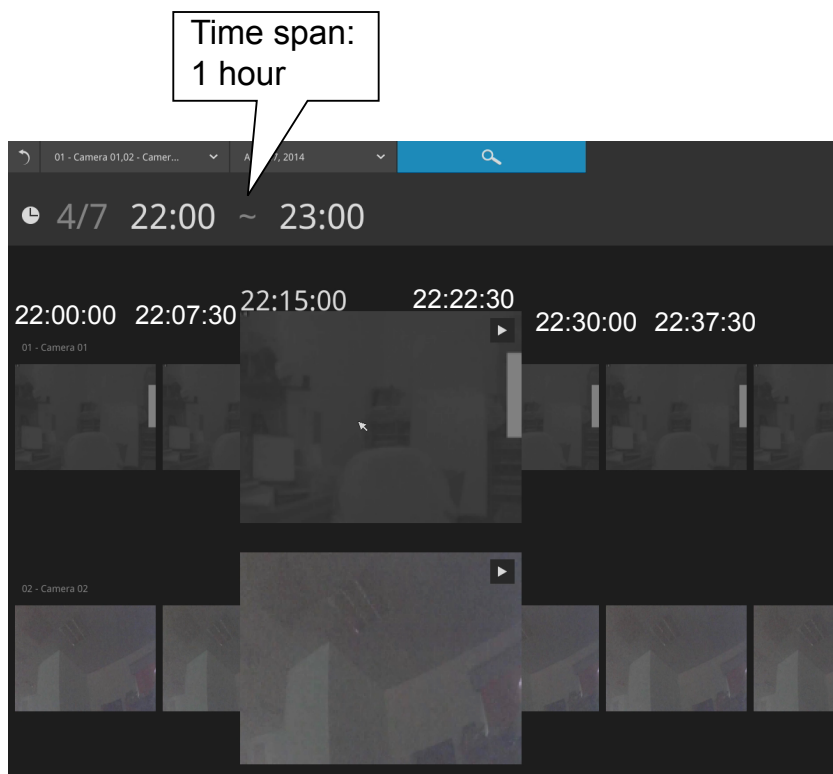 Time span:
1 hour
01 - Camera 01,02 - Camer...
7, 2014
4/7 22:00 ~ 23:00
22:00:00 22:07:30 22:15:00 22:22:30 22:30:00 22:37:30
01 - Camera 01
02 - Camera 02